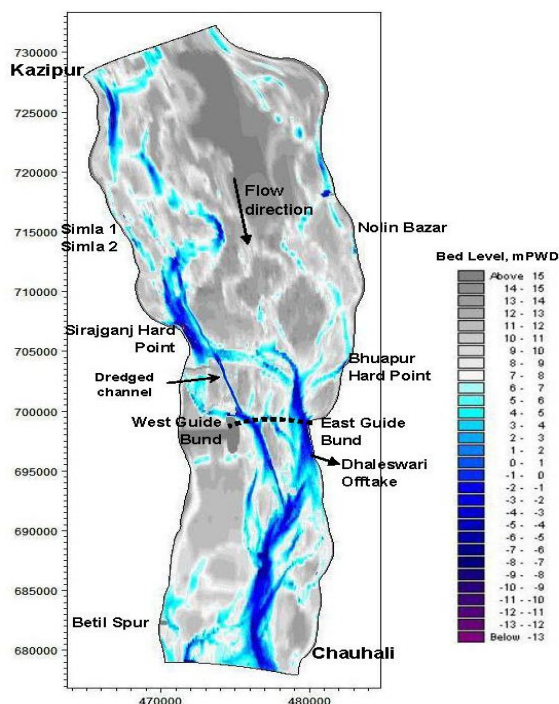 730000
Kazipur
725000
720000
Flow
direction
Simla 1
Simla 2
715000
Nolin Bazar
Bed Level, mPWD
Above 15
14 - 15
13 - 14
12 - 13
11 - 12
10 - 11
9 - 10
8 - 9
7 - 8
6 - 7
5 - 6
4 - 5
3 - 4
2 - 3
1 - 2
0 - 1
-1 - 0
-2 - -1
-3 - -2
-4 - -3
-5 - -4
-6 - -5
-7 - -6
-8 - -7
-9 - -8
-10 - -9
-11 - -10
-12 - -11
-13 - -12
Below -13
710000
Sirajganj Hard
Point
705000
Bhuapur
Hard Point
Dredged
channel
700000
West Guide
Bund
East Guide
Bund
695000
Dhaleswari
Offtake
690000
685000
Betil Spur
680000
Chauhali
470000
480000